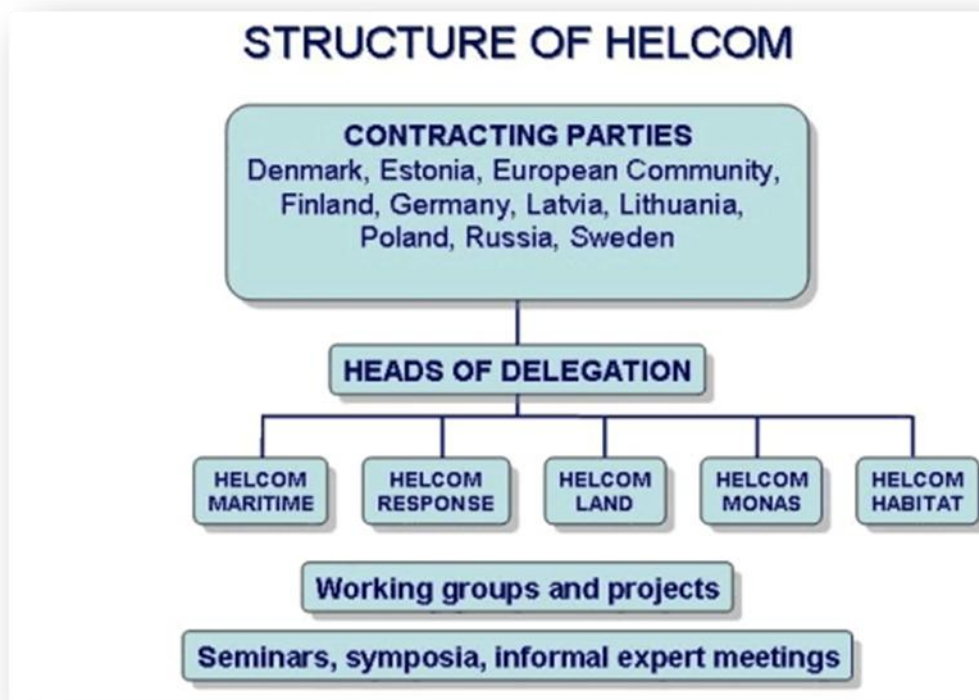 STRUCTURE OF HELCOM
CONTRACTING PARTIES
Denmark, Estonia, European Community,
Finland, Germany, Latvia, Lithuania,
Poland, Russia, Sweden
HEADS OF DELEGATION
HELCOM
MARITIME
HELCOM
RESPONSE
HELCOM
LAND
HELCOM
MONAS
HELCOM
HABITAT
Working groups and projects
Seminars, symposia, informal expert meetings